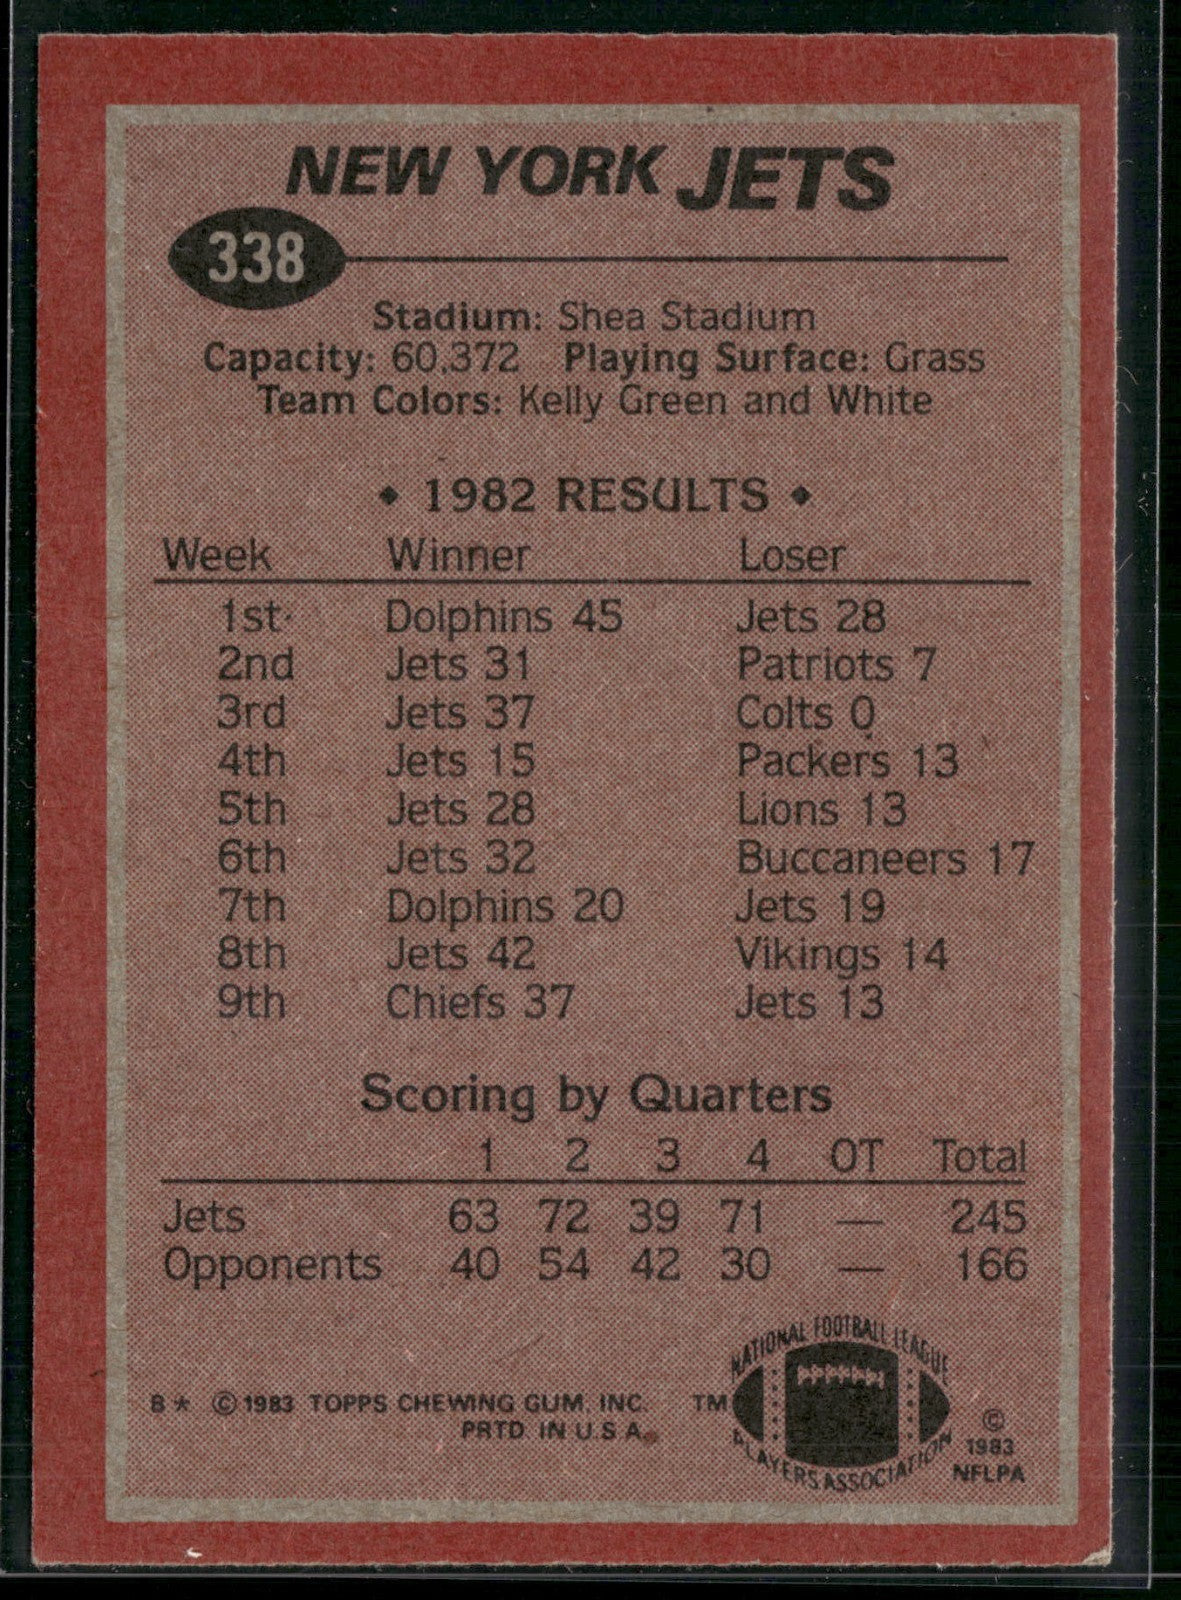 NEW YORK JETS
338
Stadium: Shea Stadium
Capacity: 60,372 Playing Surface: Grass
Team Colors: Kelly Green and White
◆ 1982 RESULTS ◆
Week Winner Loser
1st Dolphins 45 Jets 28
2nd Jets 31 Patriots 7
3rd Jets 37 Colts 0
4th Jets 15 Packers 13
5th Jets 28 Lions 13
6th Jets 32 Buccaneers 17
7th Dolphins 20 Jets 19
8th Jets 42 Vikings 14
9th Chiefs 37 Jets 13
Scoring by Quarters
1 2 3 4 OT Total
Jets 63 72 39 71 — 245
Opponents 40 54 42 30 — 166
B* © 1983 TOPPS CHEWING GUM, INC.
PRTD. IN U.S.A.
TM
NATIONAL FOOTBALL LEAGUE
PLAYERS ASSOCIATION
©
1983
NFLPA